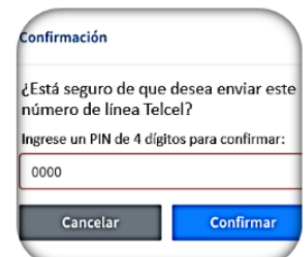 Confirmación
¿Está seguro de que desea enviar este
número de línea Telcel?
Ingrese un PIN de 4 dígitos para confirmar:
0000
Cancelar
Confirmar